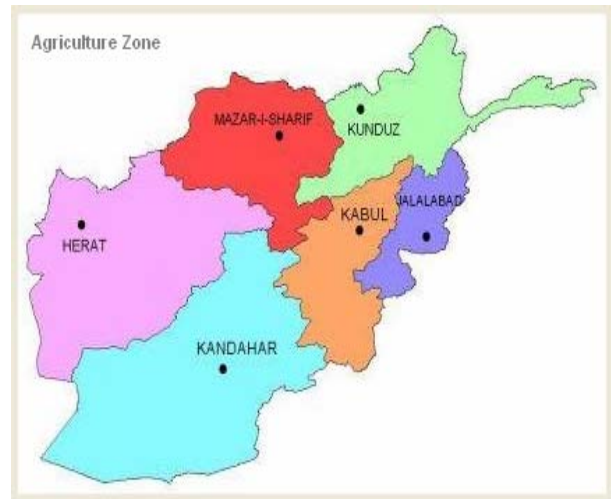 Agriculture Zone
MAZAR-I-SHARIF
KUNDUZ
JALALABAD
KABUL
HERAT
KANDAHAR